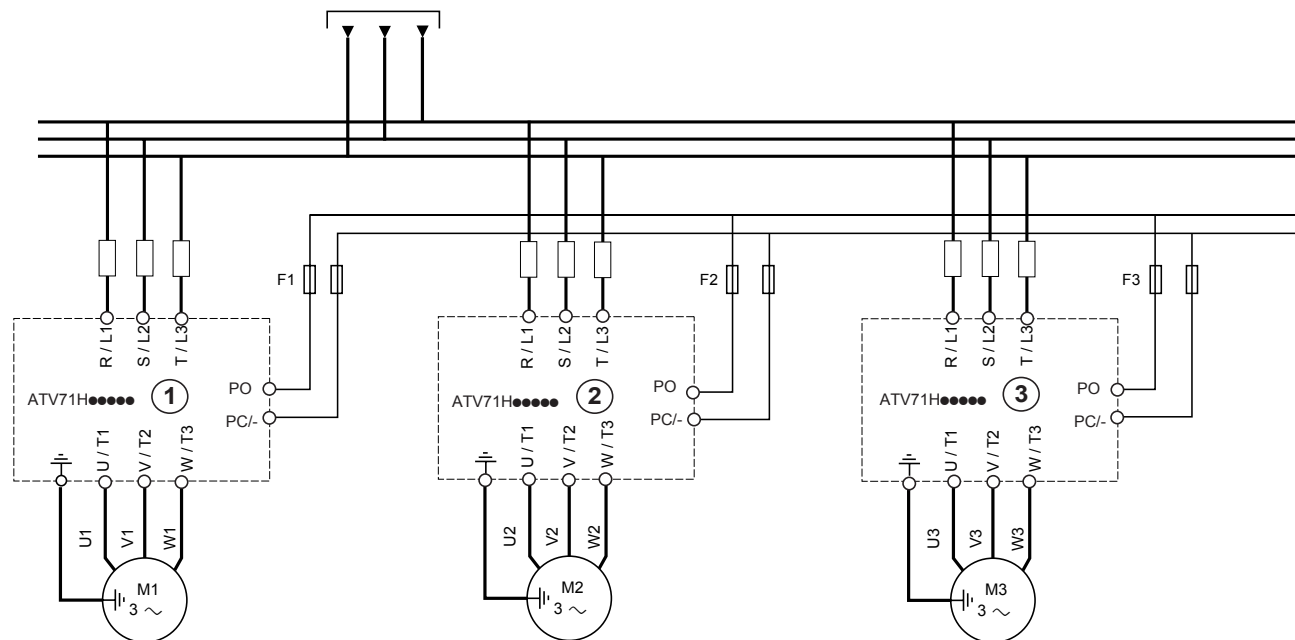 F1
F2
F3
R / L1
S / L2
T / L3
R / L1
S / L2
T / L3
R / L1
S / L2
T / L3
ATV71H●●●●●
1
PO
PC/-
ATV71H●●●●●
2
PO
PC/-
ATV71H●●●●●
3
PO
PC/-
U / T1
V / T2
W / T3
U / T1
V / T2
W / T3
U / T1
V / T2
W / T3
U1
V1
W1
U2
V2
W2
U3
V3
W3
M1
3 ~
M2
3 ~
M3
3 ~